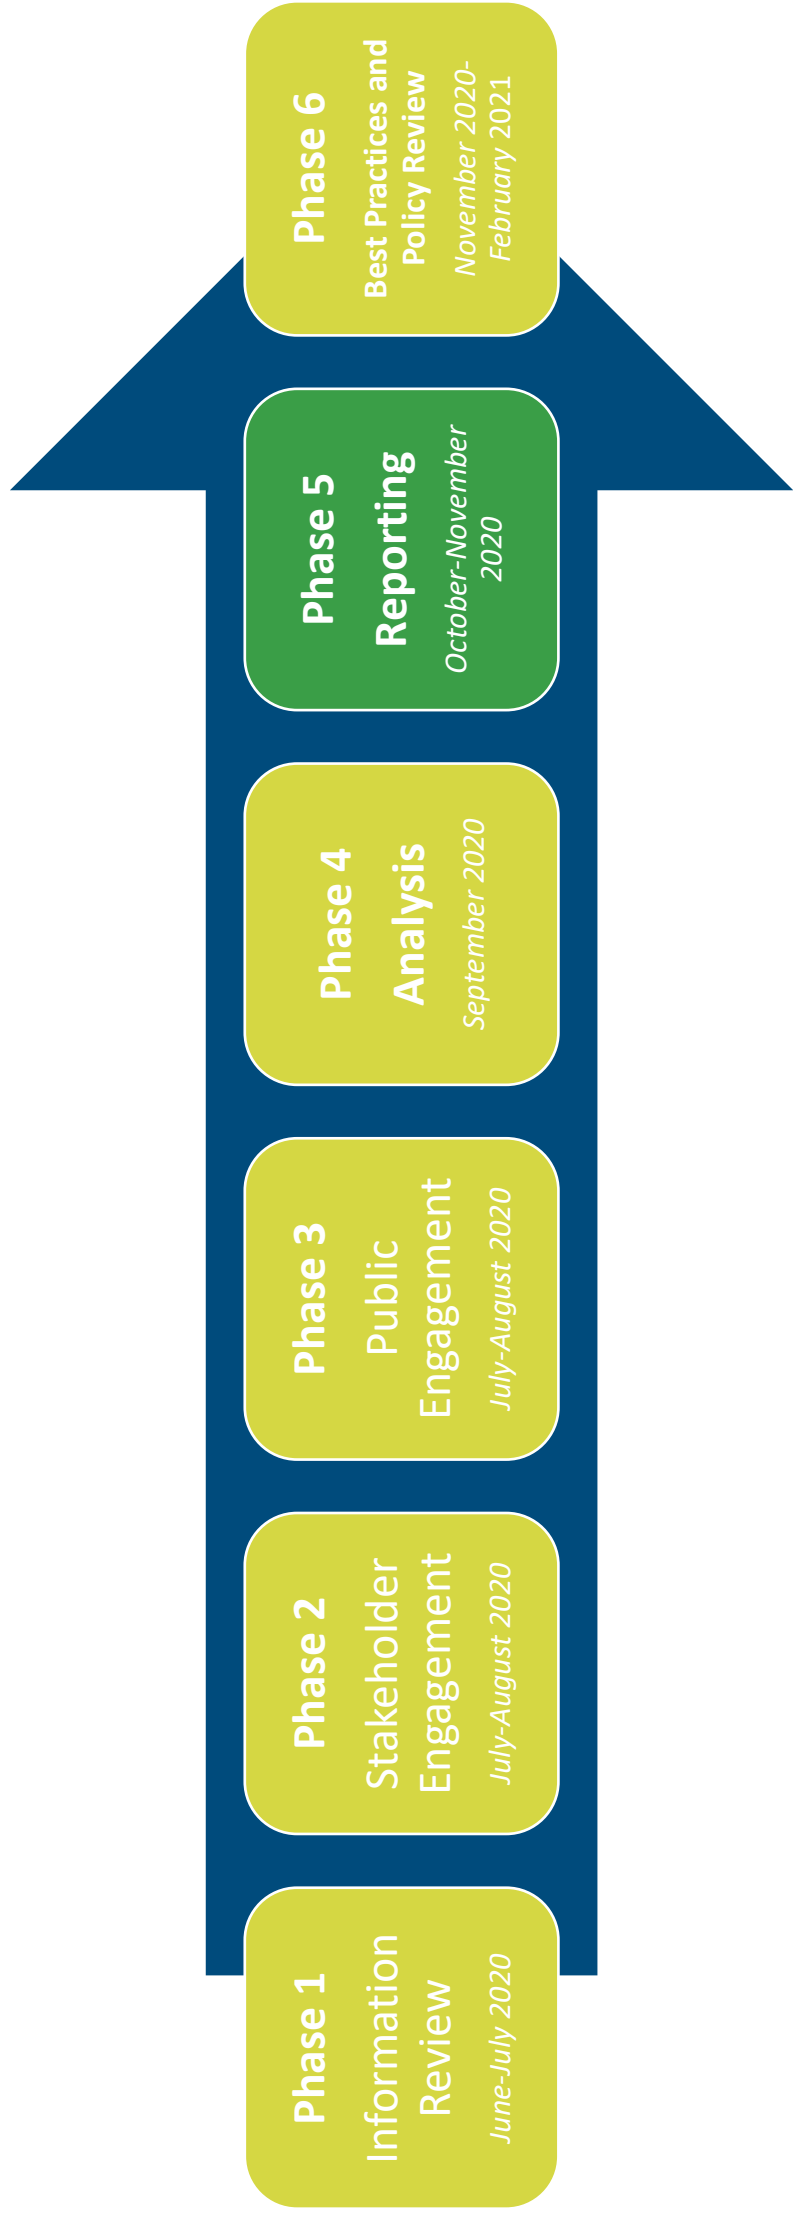 Phase 1
Information
Review
June-July 2020
Phase 2
Stakeholder
Engagement
July-August 2020
Phase 3
Public
Engagement
July-August 2020
Phase 4
Analysis
September 2020
Phase 5
Reporting
October-November
2020
Phase 6
Best Practices and
Policy Review
November 2020-
February 2021